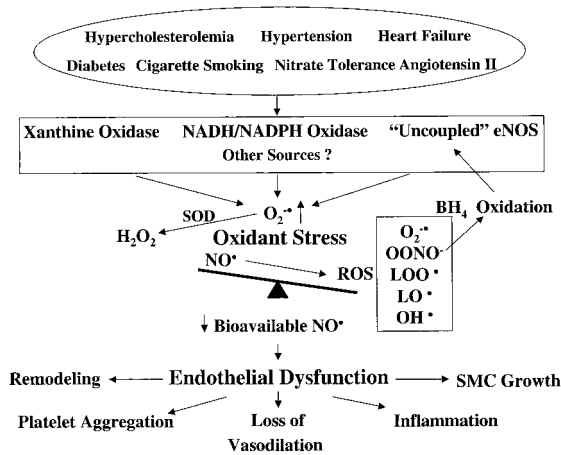 Hypercholesterolemia Hypertension Heart Failure
Diabetes Cigarette Smoking Nitrate Tolerance Angiotensin II
Xanthine Oxidase NADH/NADPH Oxidase “Uncoupled” eNOS
Other Sources ?
SOD O₂⁻•
H₂O₂
Oxidant Stress
BH₄ Oxidation
NO• ROS
O₂⁻•
OONO⁻
LOO •
LO •
OH •
Bioavailable NO•
Remodeling Endothelial Dysfunction SMC Growth
Platelet Aggregation Loss of Inflammation
Vasodilation